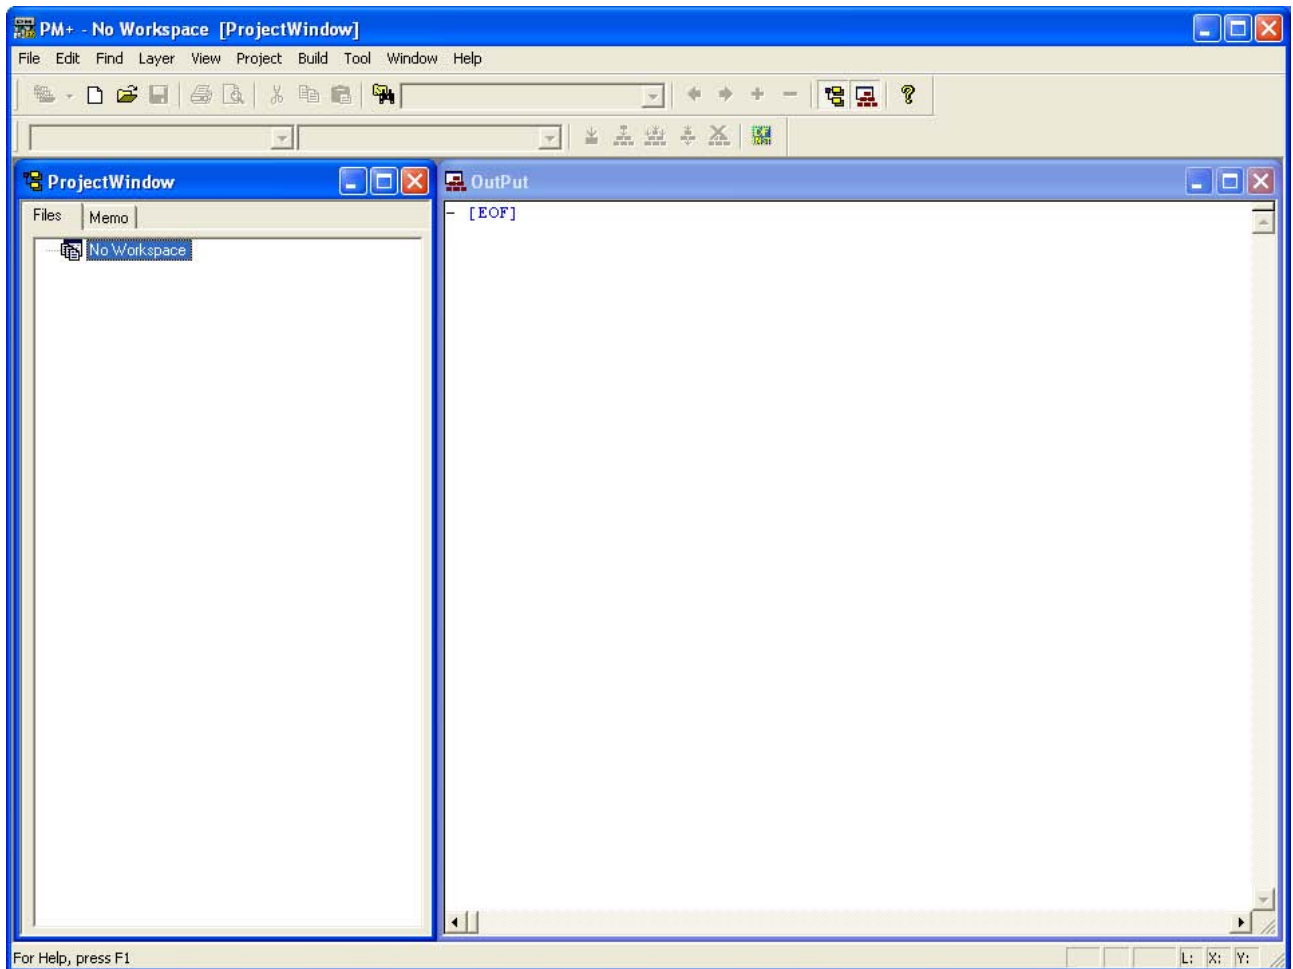 PM+ - No Workspace [ProjectWindow]
File Edit Find Layer View Project Build Tool Window Help
ProjectWindow
OutPut
Files Memo
- [EOF]
No Workspace
For Help, press F1
L: X: Y: